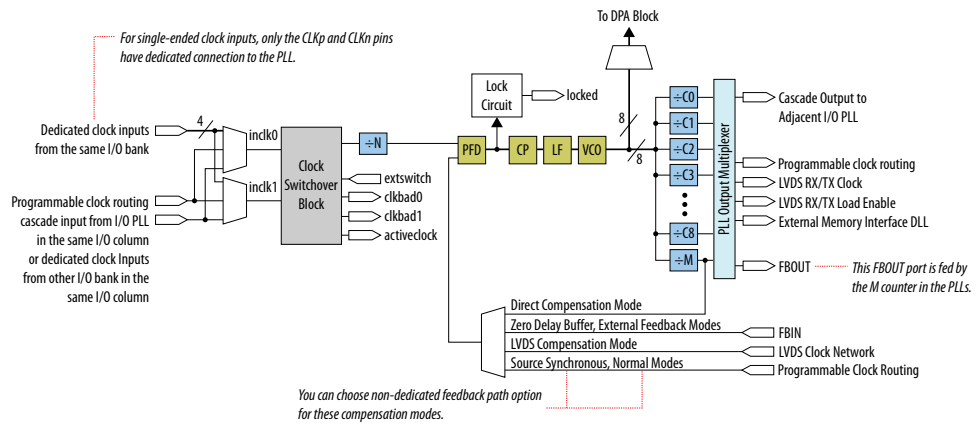 To DPA Block
For single-ended clock inputs, only the CLKp and CLKn pins
have dedicated connection to the PLL.
Lock
Circuit
locked
4
inclk0
Dedicated clock inputs
from the same I/O bank
÷N
PFD
CP
LF
VCO
8
8
÷C0
÷C1
÷C2
÷C3
÷C8
÷M
PLL Output Multiplexer
Cascade Output to
Adjacent I/O PLL
Programmable clock routing
LVDS RX/TX Clock
LVDS RX/TX Load Enable
External Memory Interface DLL
FBOUT
This FBOUT port is fed by
the M counter in the PLLs.
Clock
Switchover
Block
inclk1
extswitch
clkbad0
clkbad1
activeclock
Programmable clock routing
cascade input from I/O PLL
in the same I/O column
or dedicated clock Inputs
from other I/O bank in the
same I/O column
Direct Compensation Mode
Zero Delay Buffer, External Feedback Modes
FBIN
LVDS Compensation Mode
LVDS Clock Network
Source Synchronous, Normal Modes
Programmable Clock Routing
You can choose non-dedicated feedback path option
for these compensation modes.